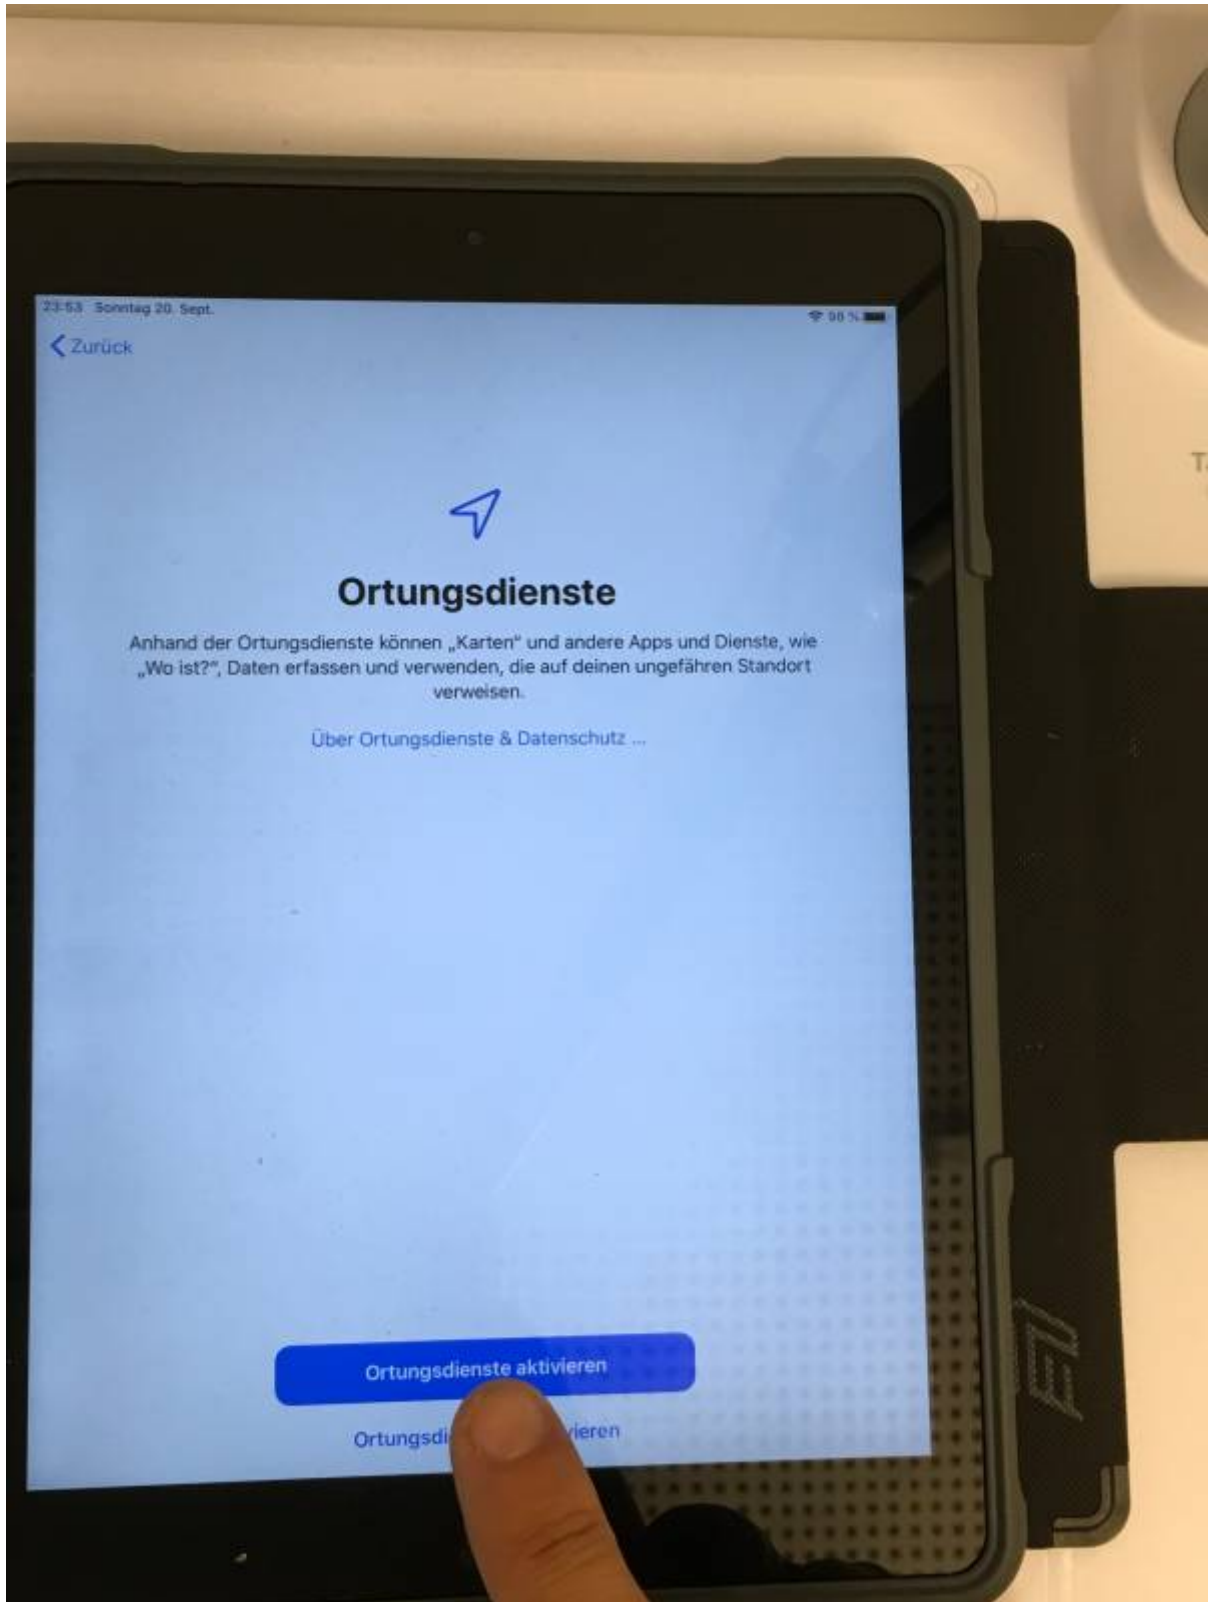 23:53 Sonntag 20. Sept.
98 %
Zurück
Ortungsdienste
Anhand der Ortungsdienste können „Karten“ und andere Apps und Dienste, wie
„Wo ist?“, Daten erfassen und verwenden, die auf deinen ungefähren Standort
verweisen.
Über Ortungsdienste & Datenschutz ...
Ortungsdienste aktivieren